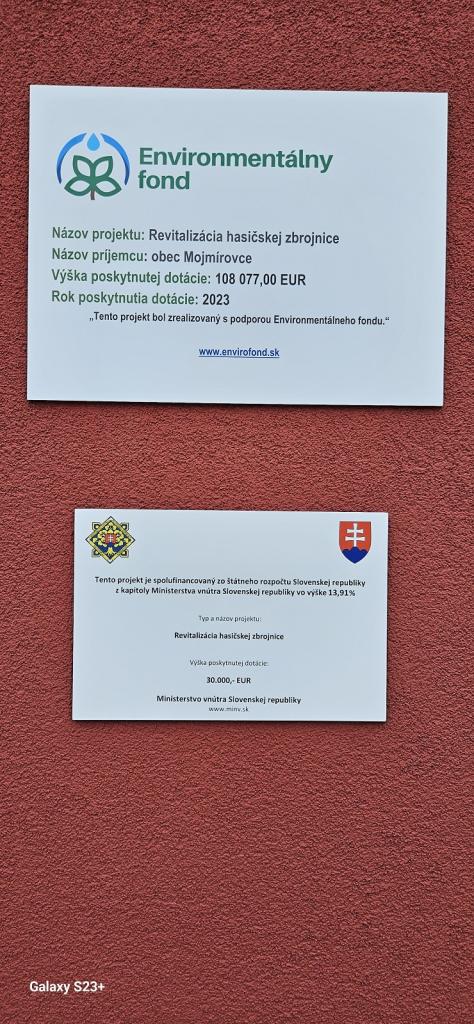 Environmentálny
fond
Názov projektu: Revitalizácia hasičskej zbrojnice
Názov príjemcu: obec Mojmírovce
Výška poskytnutej dotácie: 108 077,00 EUR
Rok poskytnutia dotácie: 2023
„Tento projekt bol zrealizovaný s podporou Environmentálneho fondu.“
www.envirofond.sk
Tento projekt je spolufinancovaný zo štátneho rozpočtu Slovenskej republiky
z kapitoly Ministerstva vnútra Slovenskej republiky vo výške 13,91%
Typ a názov projektu:
Revitalizácia hasičskej zbrojnice
Výška poskytnutej dotácie:
30.000,- EUR
Ministerstvo vnútra Slovenskej republiky
www.minv.sk
Galaxy S23+